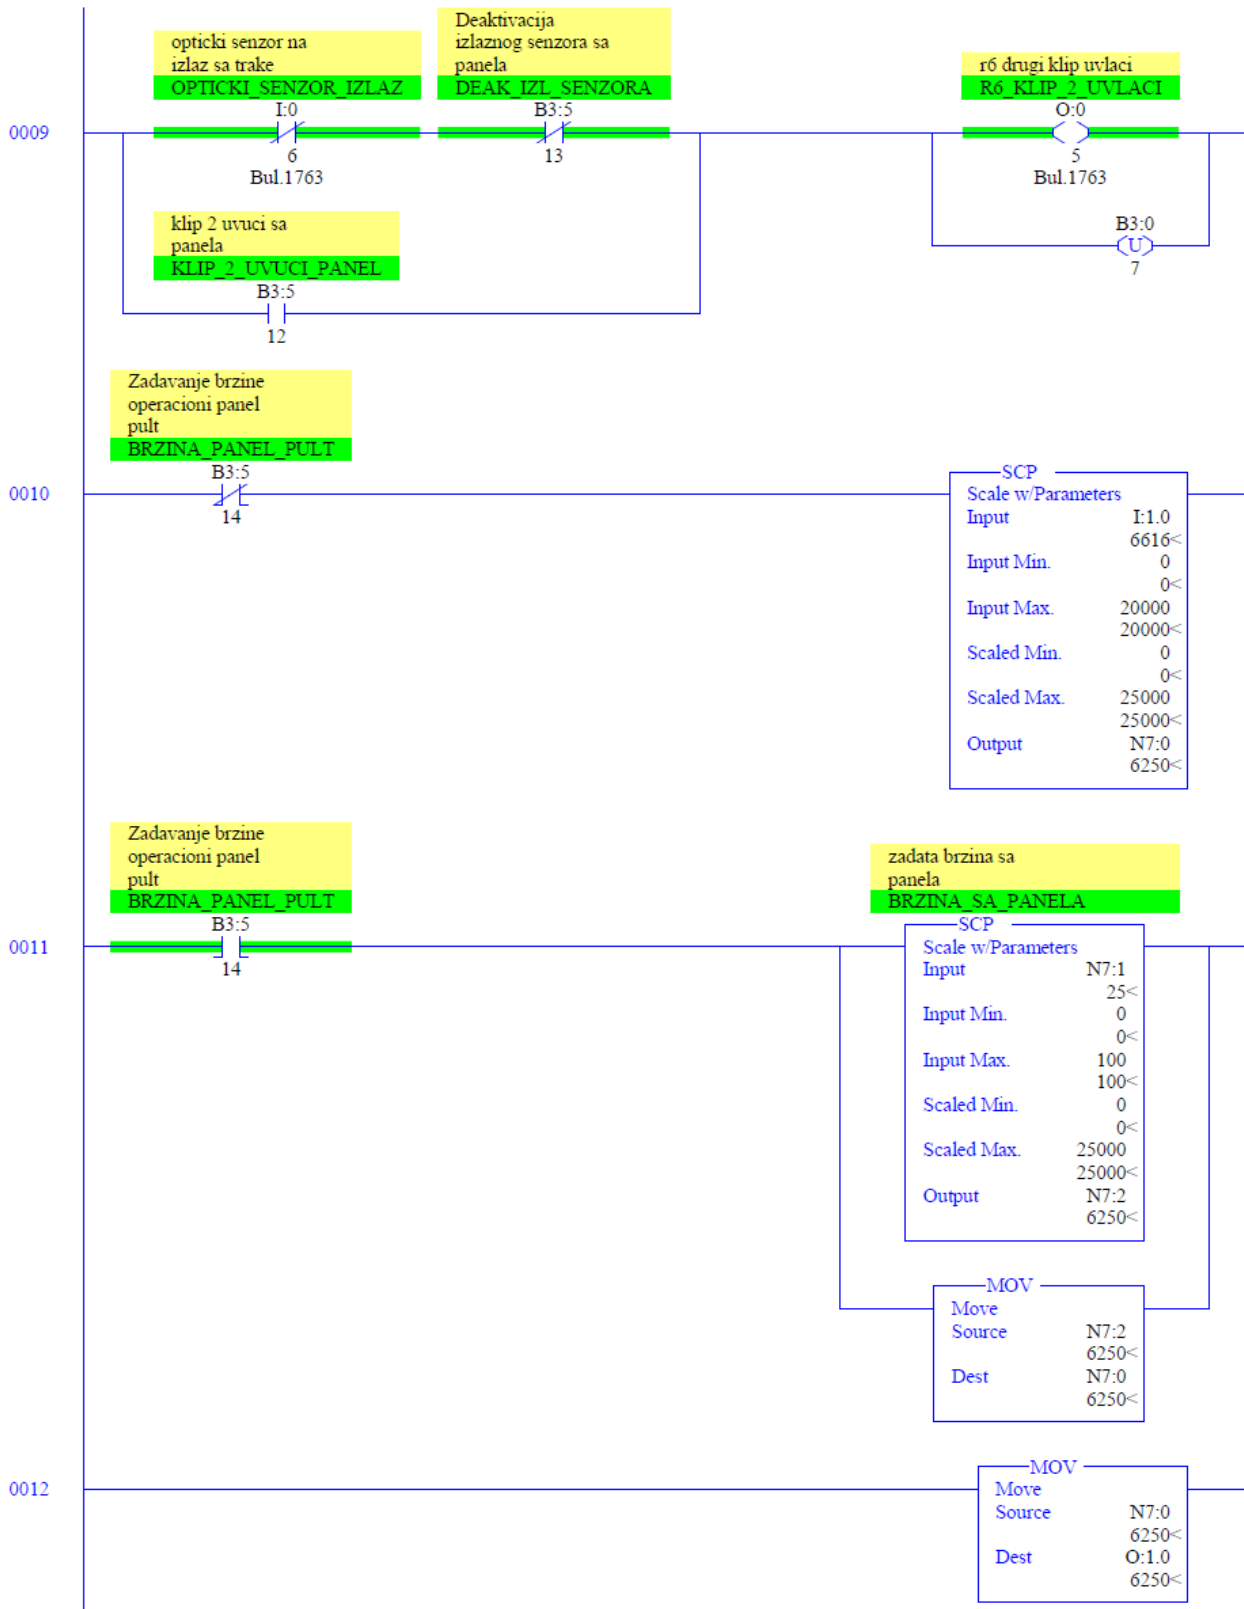 opticki senzor na
izlaz sa trake
OPTICKI_SENZOR_IZLAZ
I:0
6
Bul.1763
Deaktivacija
izlaznog senzora sa
panela
DEAK_IZL_SENZORA
B3:5
13
r6 drugi klip uvlaci
R6_KLIP_2_UVLACI
O:0
5
Bul.1763
0009
klip 2 uvuci sa
panela
KLIP_2_UVUCI_PANEL
B3:5
12
B3:0
U
7
Zadavanje brzine
operacioni panel
pult
BRZINA_PANEL_PULT
B3:5
14
0010
SCP
Scale w/Parameters
Input I:1.0
6616<
Input Min. 0
0<
Input Max. 20000
20000<
Scaled Min. 0
0<
Scaled Max. 25000
25000<
Output N7:0
6250<
Zadavanje brzine
operacioni panel
pult
BRZINA_PANEL_PULT
B3:5
14
0011
zadata brzina sa
panela
BRZINA_SA_PANELA
SCP
Scale w/Parameters
Input N7:1
25<
Input Min. 0
0<
Input Max. 100
100<
Scaled Min. 0
0<
Scaled Max. 25000
25000<
Output N7:2
6250<
MOV
Move
Source N7:2
6250<
Dest N7:0
6250<
0012
MOV
Move
Source N7:0
6250<
Dest O:1.0
6250<